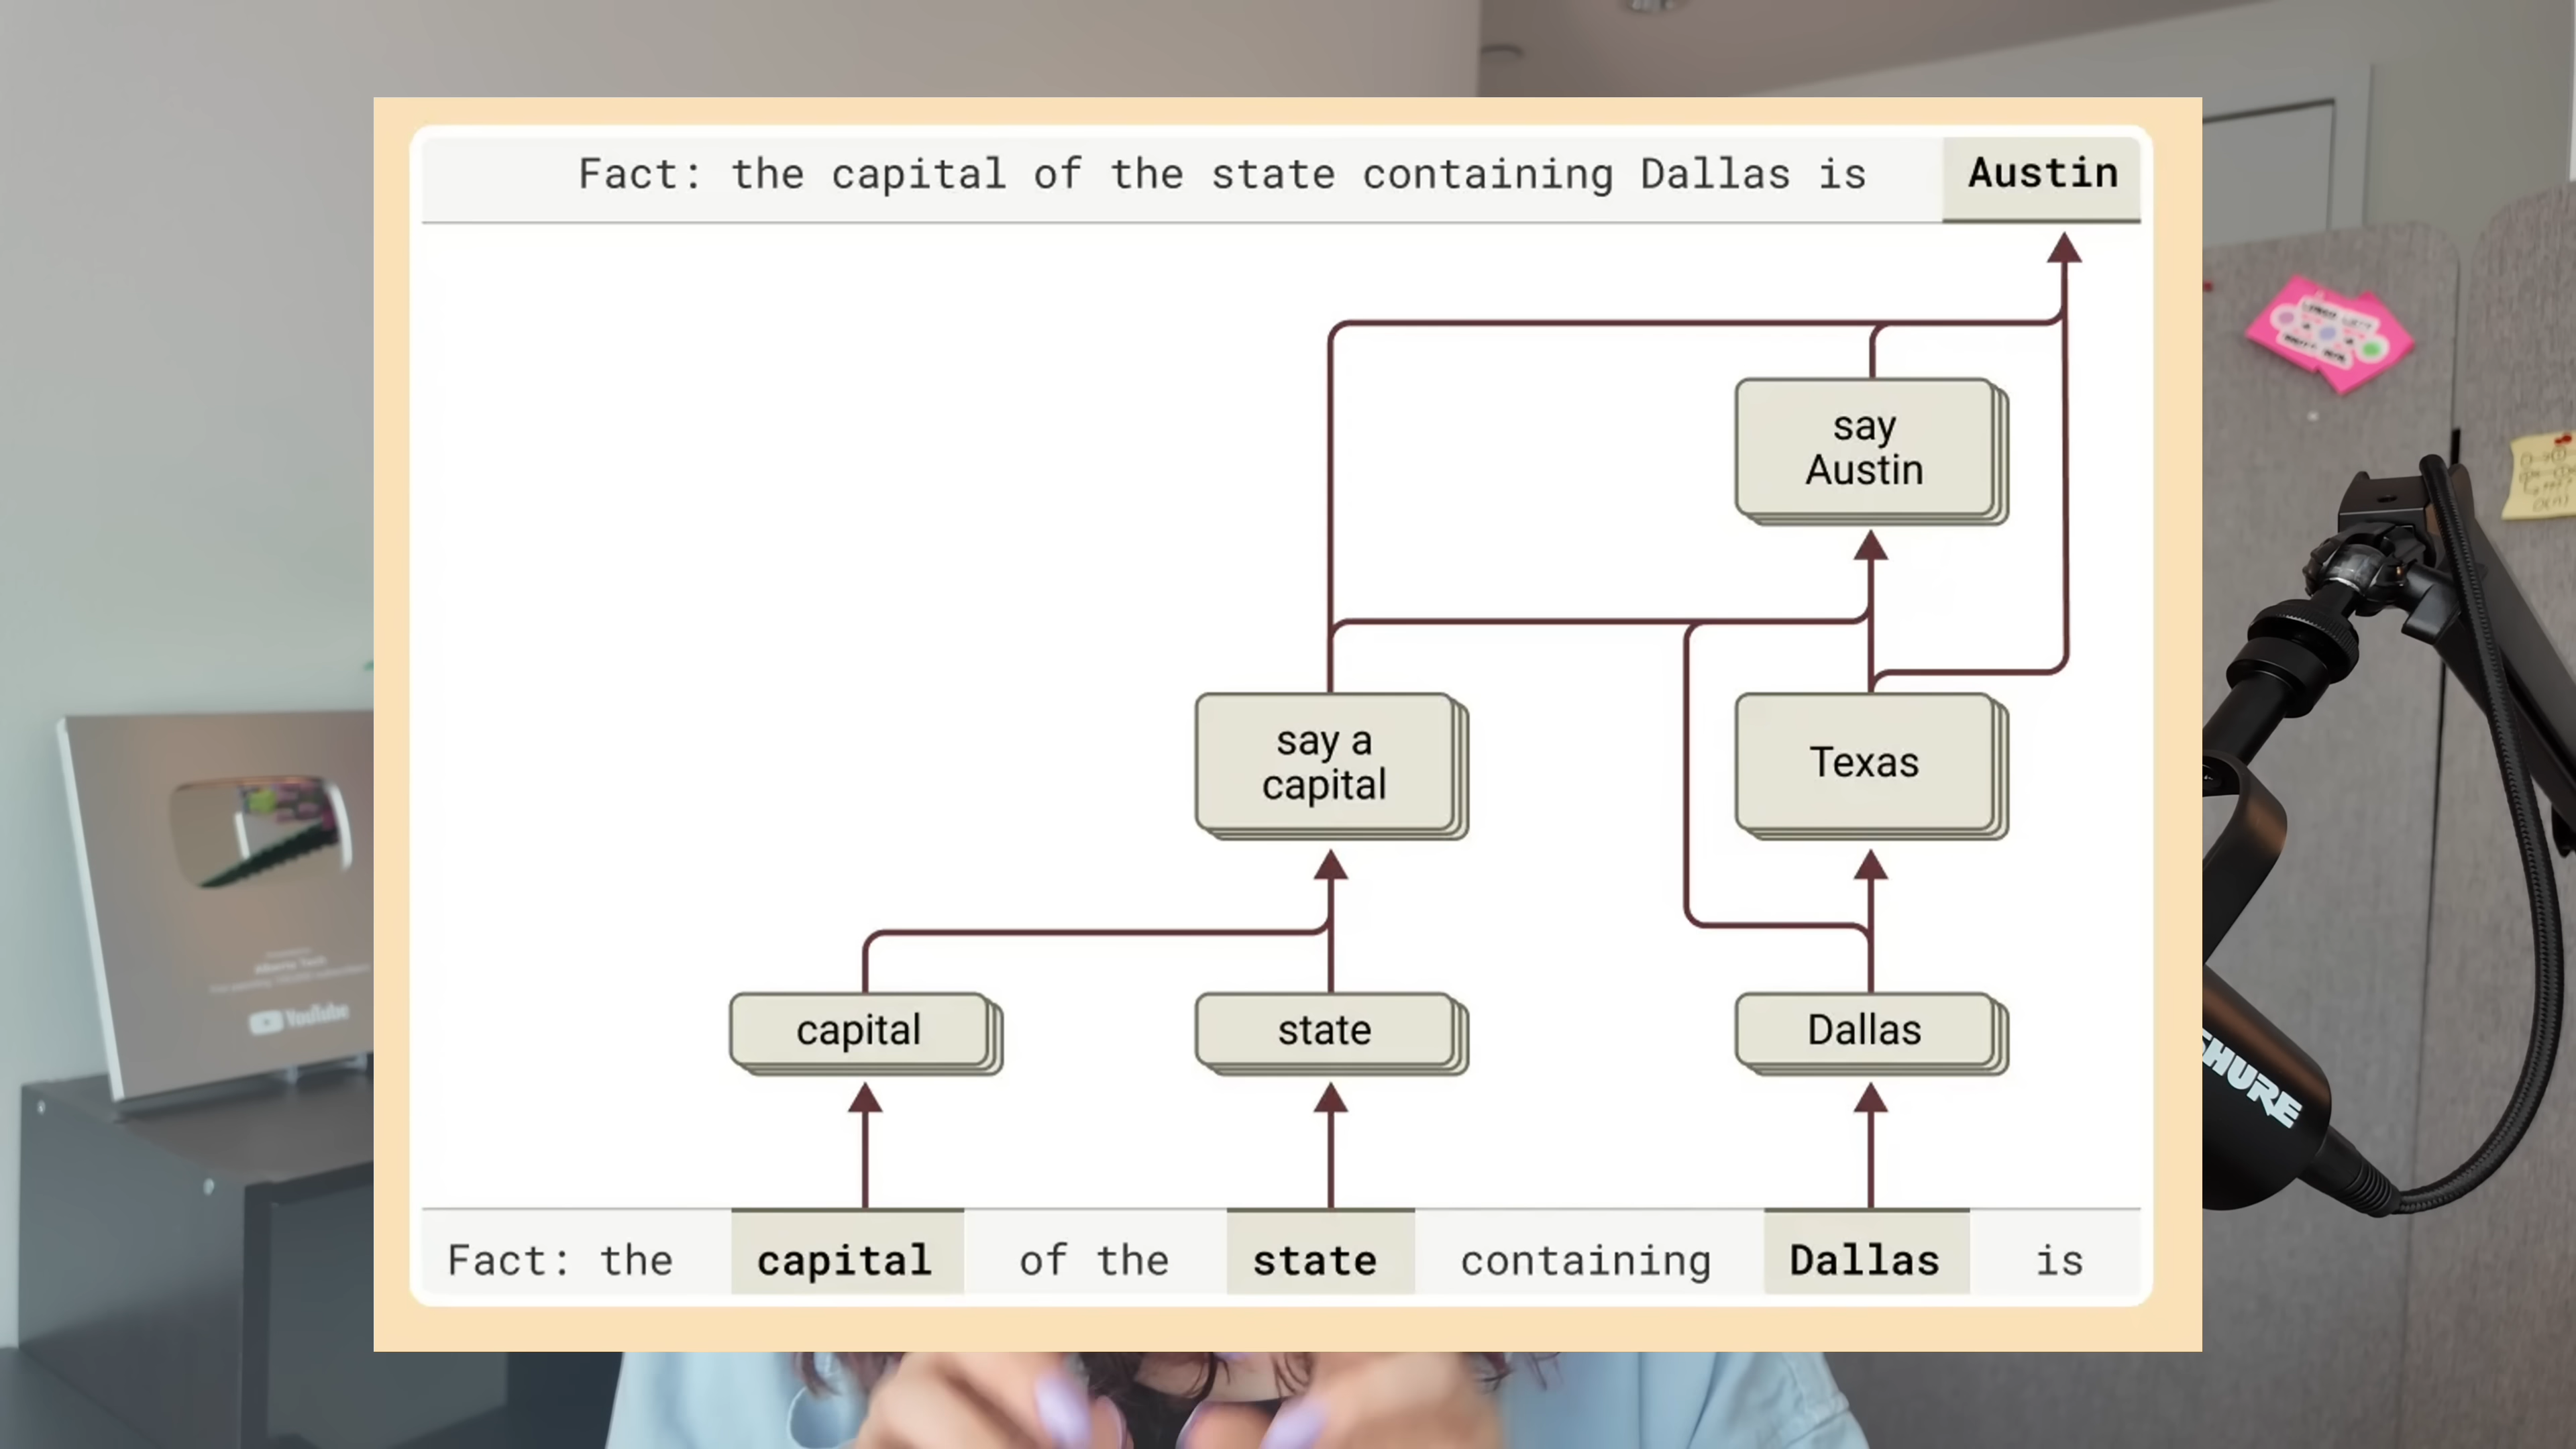 Fact: the capital of the state containing Dallas is Austin
say
Austin
say a
capital
Texas
capital
state
Dallas
Fact: the capital of the state containing Dallas is
YouTube
SHURE